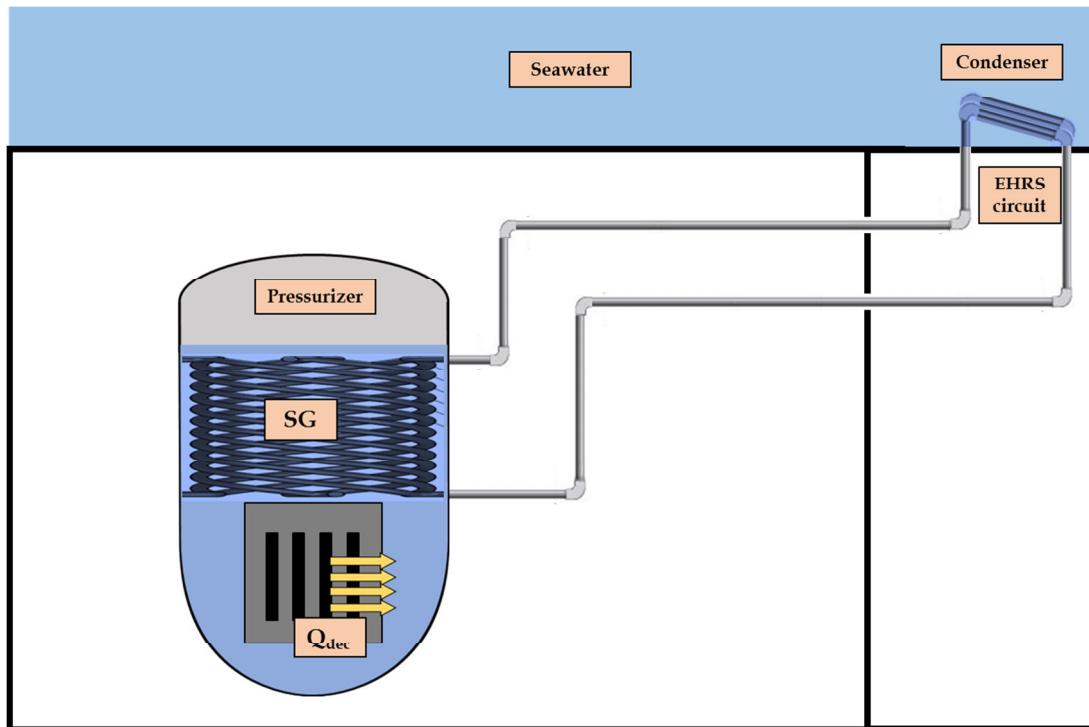 Seawater
Condenser
EHRS
circuit
Pressurizer
SG
Qdec